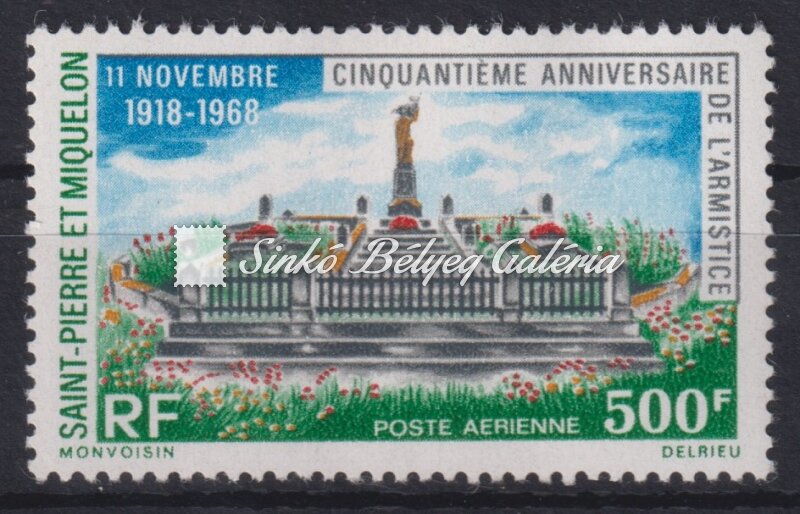 11 NOVEMBRE
1918-1968
CINQUANTIÈME ANNIVERSAIRE
DE L'ARMISTICE
SAINT-PIERRE ET MIQUELON
Sinkó Bélyeg Galéria
RF
POSTE AERIENNE
500F
MONVOISIN
DELRIEU